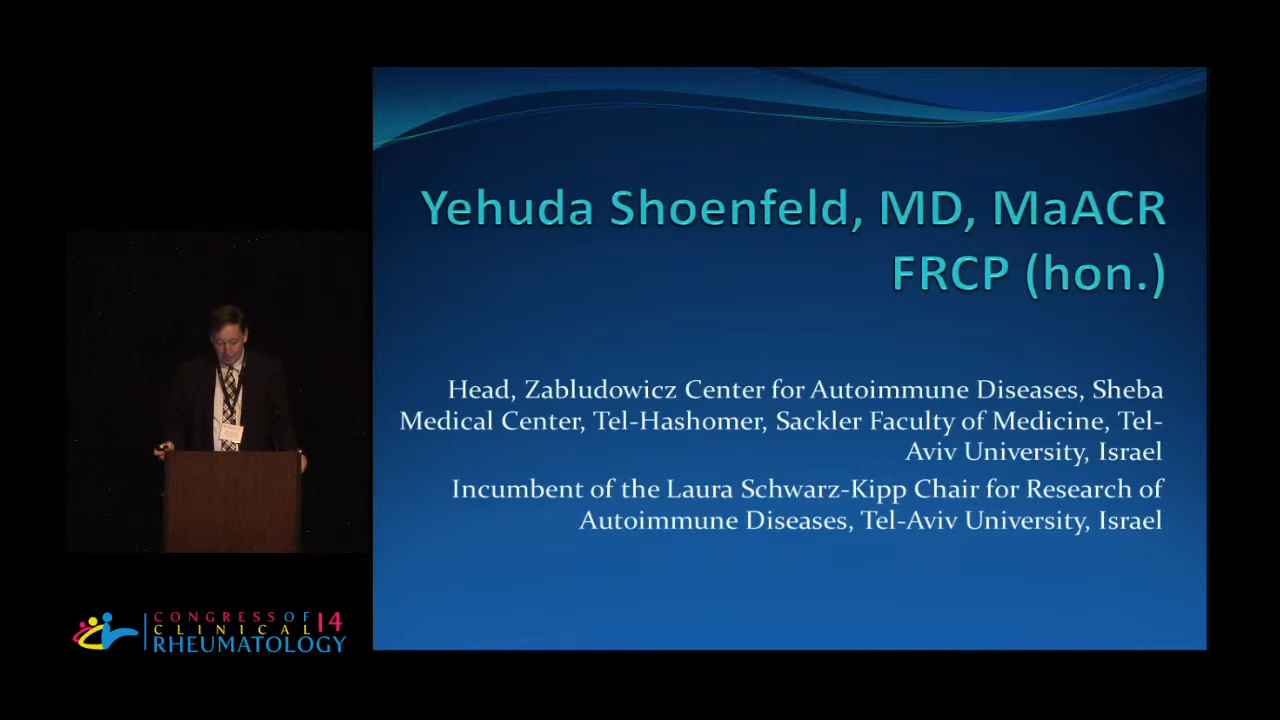 Yehuda Shoenfeld, MD, MaACR
FRCP (hon.)
Head, Zabludowicz Center for Autoimmune Diseases, Sheba
Medical Center, Tel-Hashomer, Sackler Faculty of Medicine, Tel-
Aviv University, Israel
Incumbent of the Laura Schwarz-Kipp Chair for Research of
Autoimmune Diseases, Tel-Aviv University, Israel
CONGRESS OF
CLINICAL 14
RHEUMATOLOGY